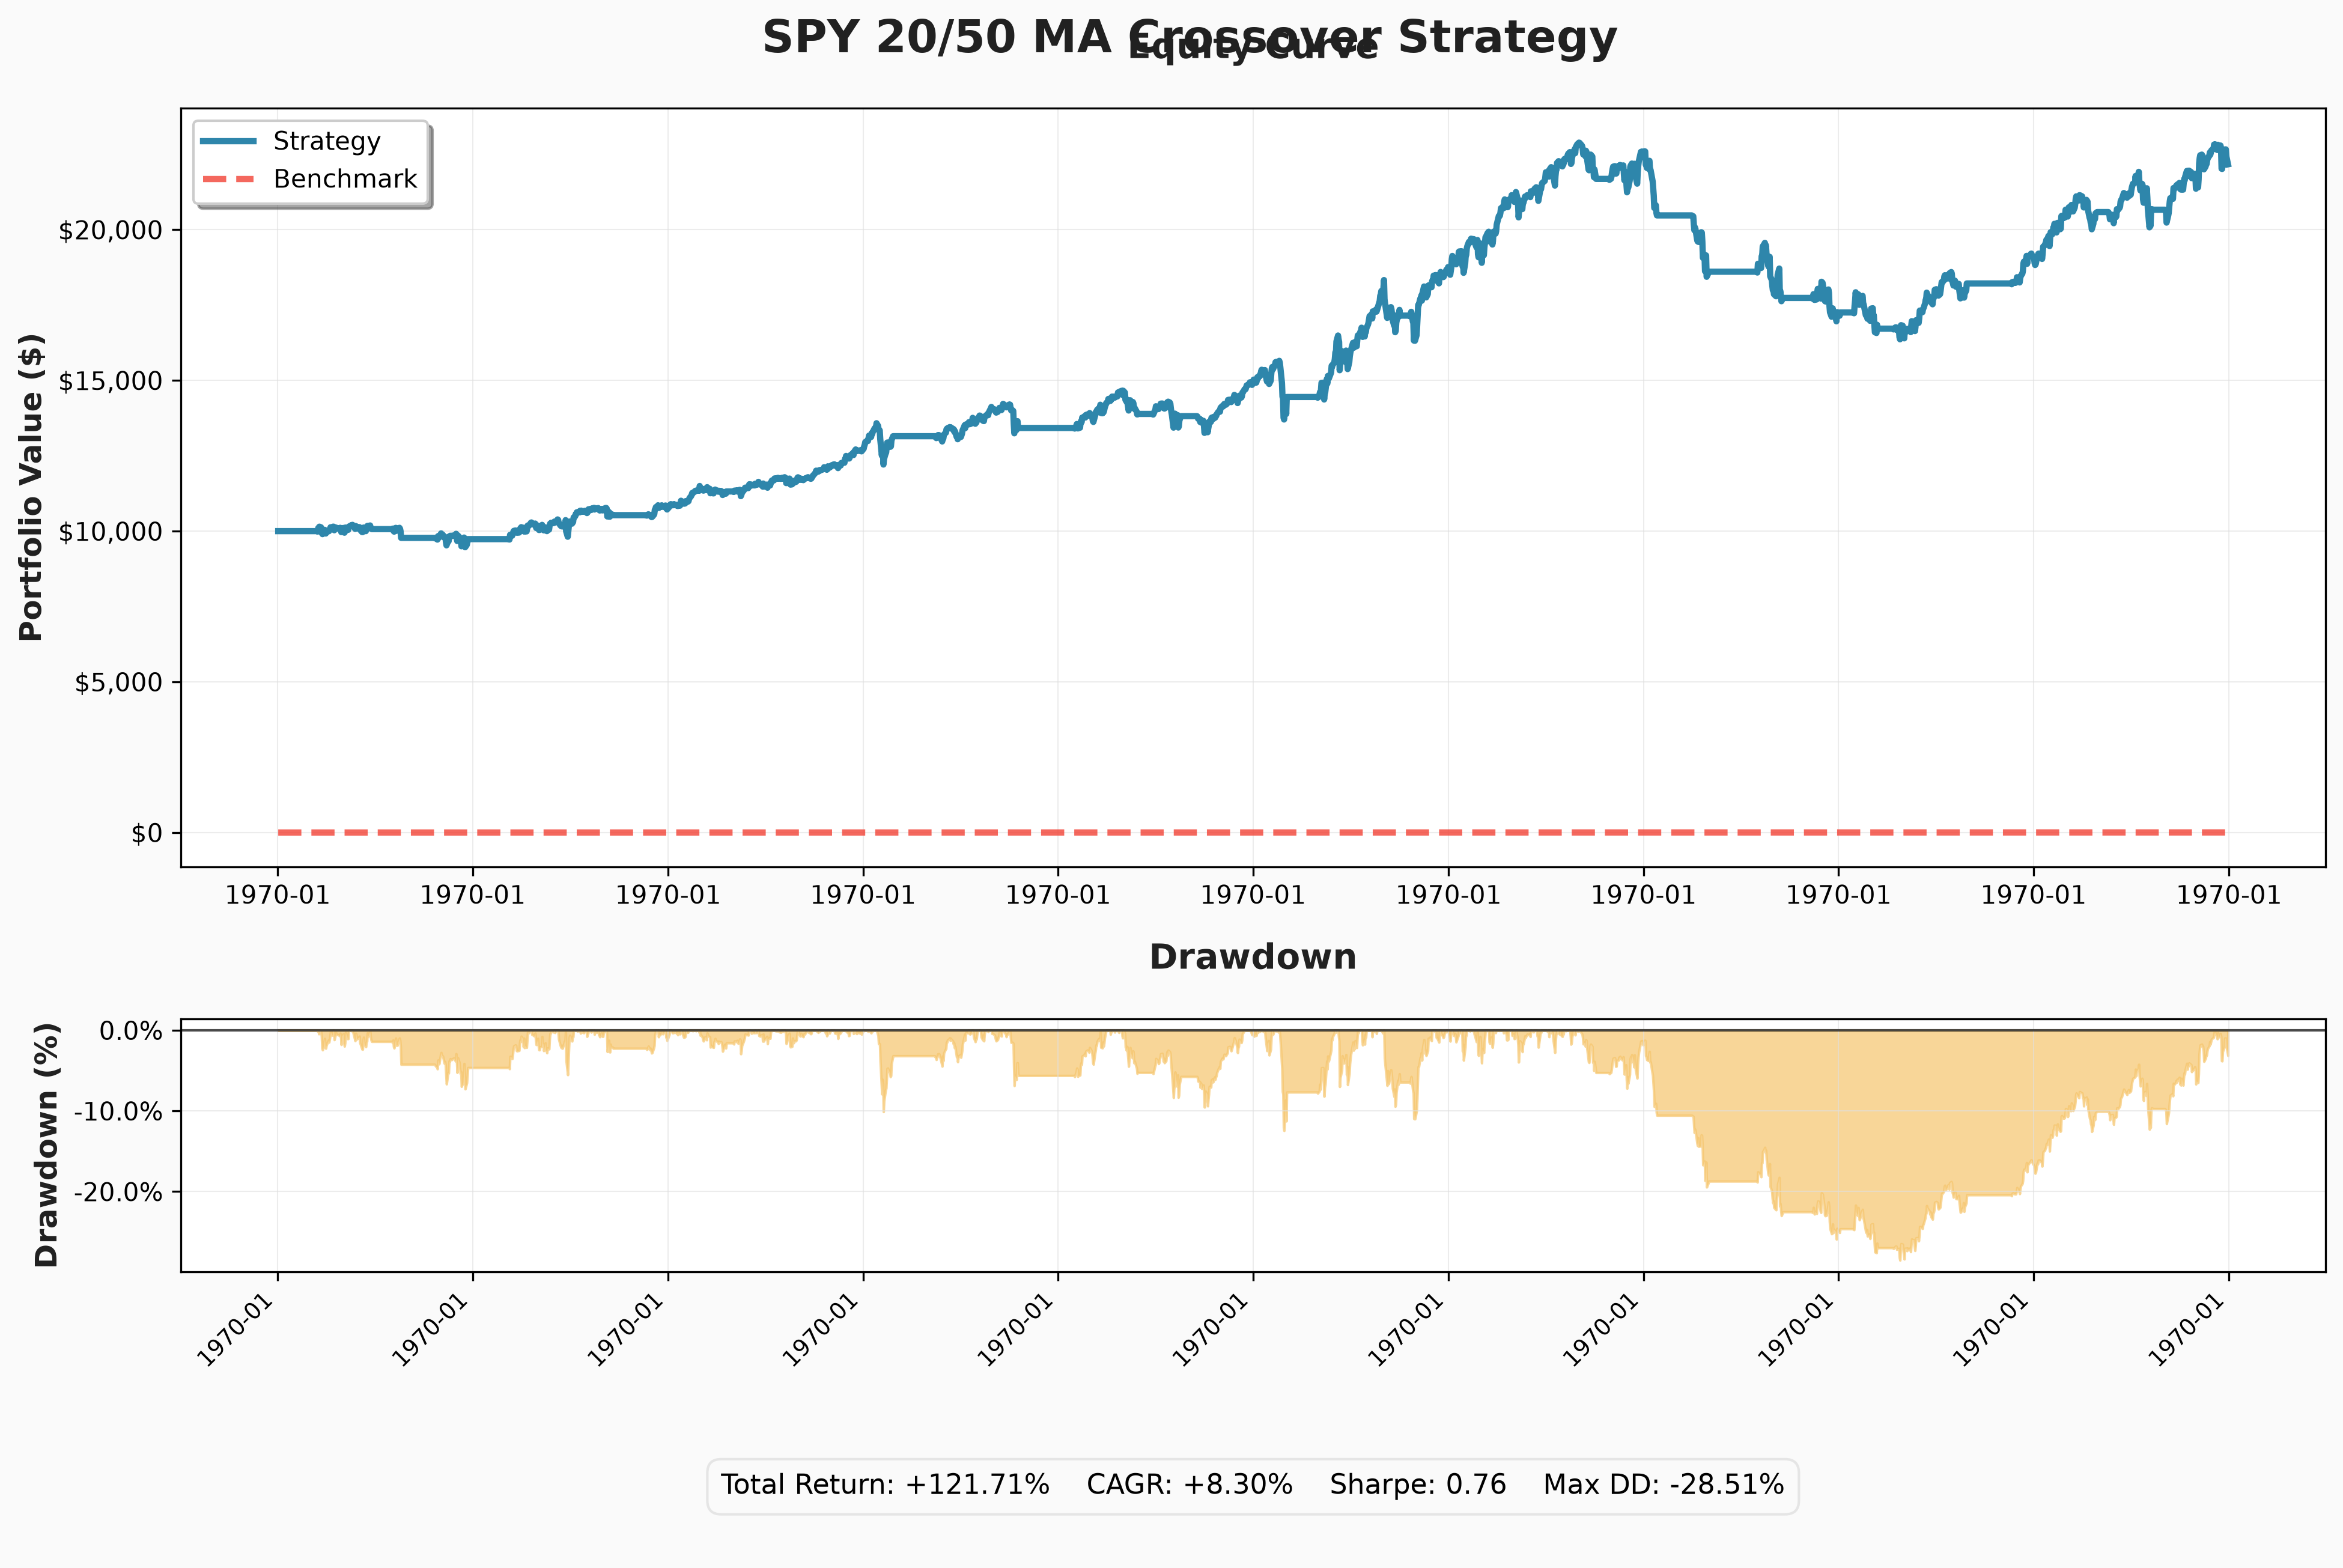 SPY 20/50 MA Crossover Strategy
Equity Curve
Strategy
Benchmark
Portfolio Value ($)
$20,000
$15,000
$10,000
$5,000
$0
1970-01 1970-01 1970-01 1970-01 1970-01 1970-01 1970-01 1970-01 1970-01 1970-01 1970-01
Drawdown
Drawdown (%)
0.0%
-10.0%
-20.0%
1970-01 1970-01 1970-01 1970-01 1970-01 1970-01 1970-01 1970-01 1970-01 1970-01 1970-01
Total Return: +121.71% CAGR: +8.30% Sharpe: 0.76 Max DD: -28.51%